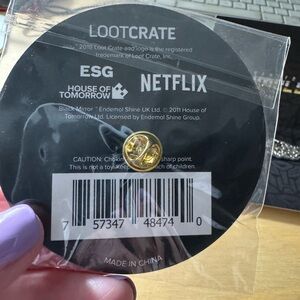 LOOTCRATE
2018 Loot Crate and logo is the registered
trademark of Loot Crate, Inc.
ESG
HOUSE OF
TOMORROW
NETFLIX
Black Mirror ™ Endemol Shine UK Ltd. © 2011 House of
Tomorrow Ltd. Licensed by Endemol Shine Group.
CAUTION: sharp point.
This is not a toy. of children.
7 57347 48474 0
MADE IN CHINA